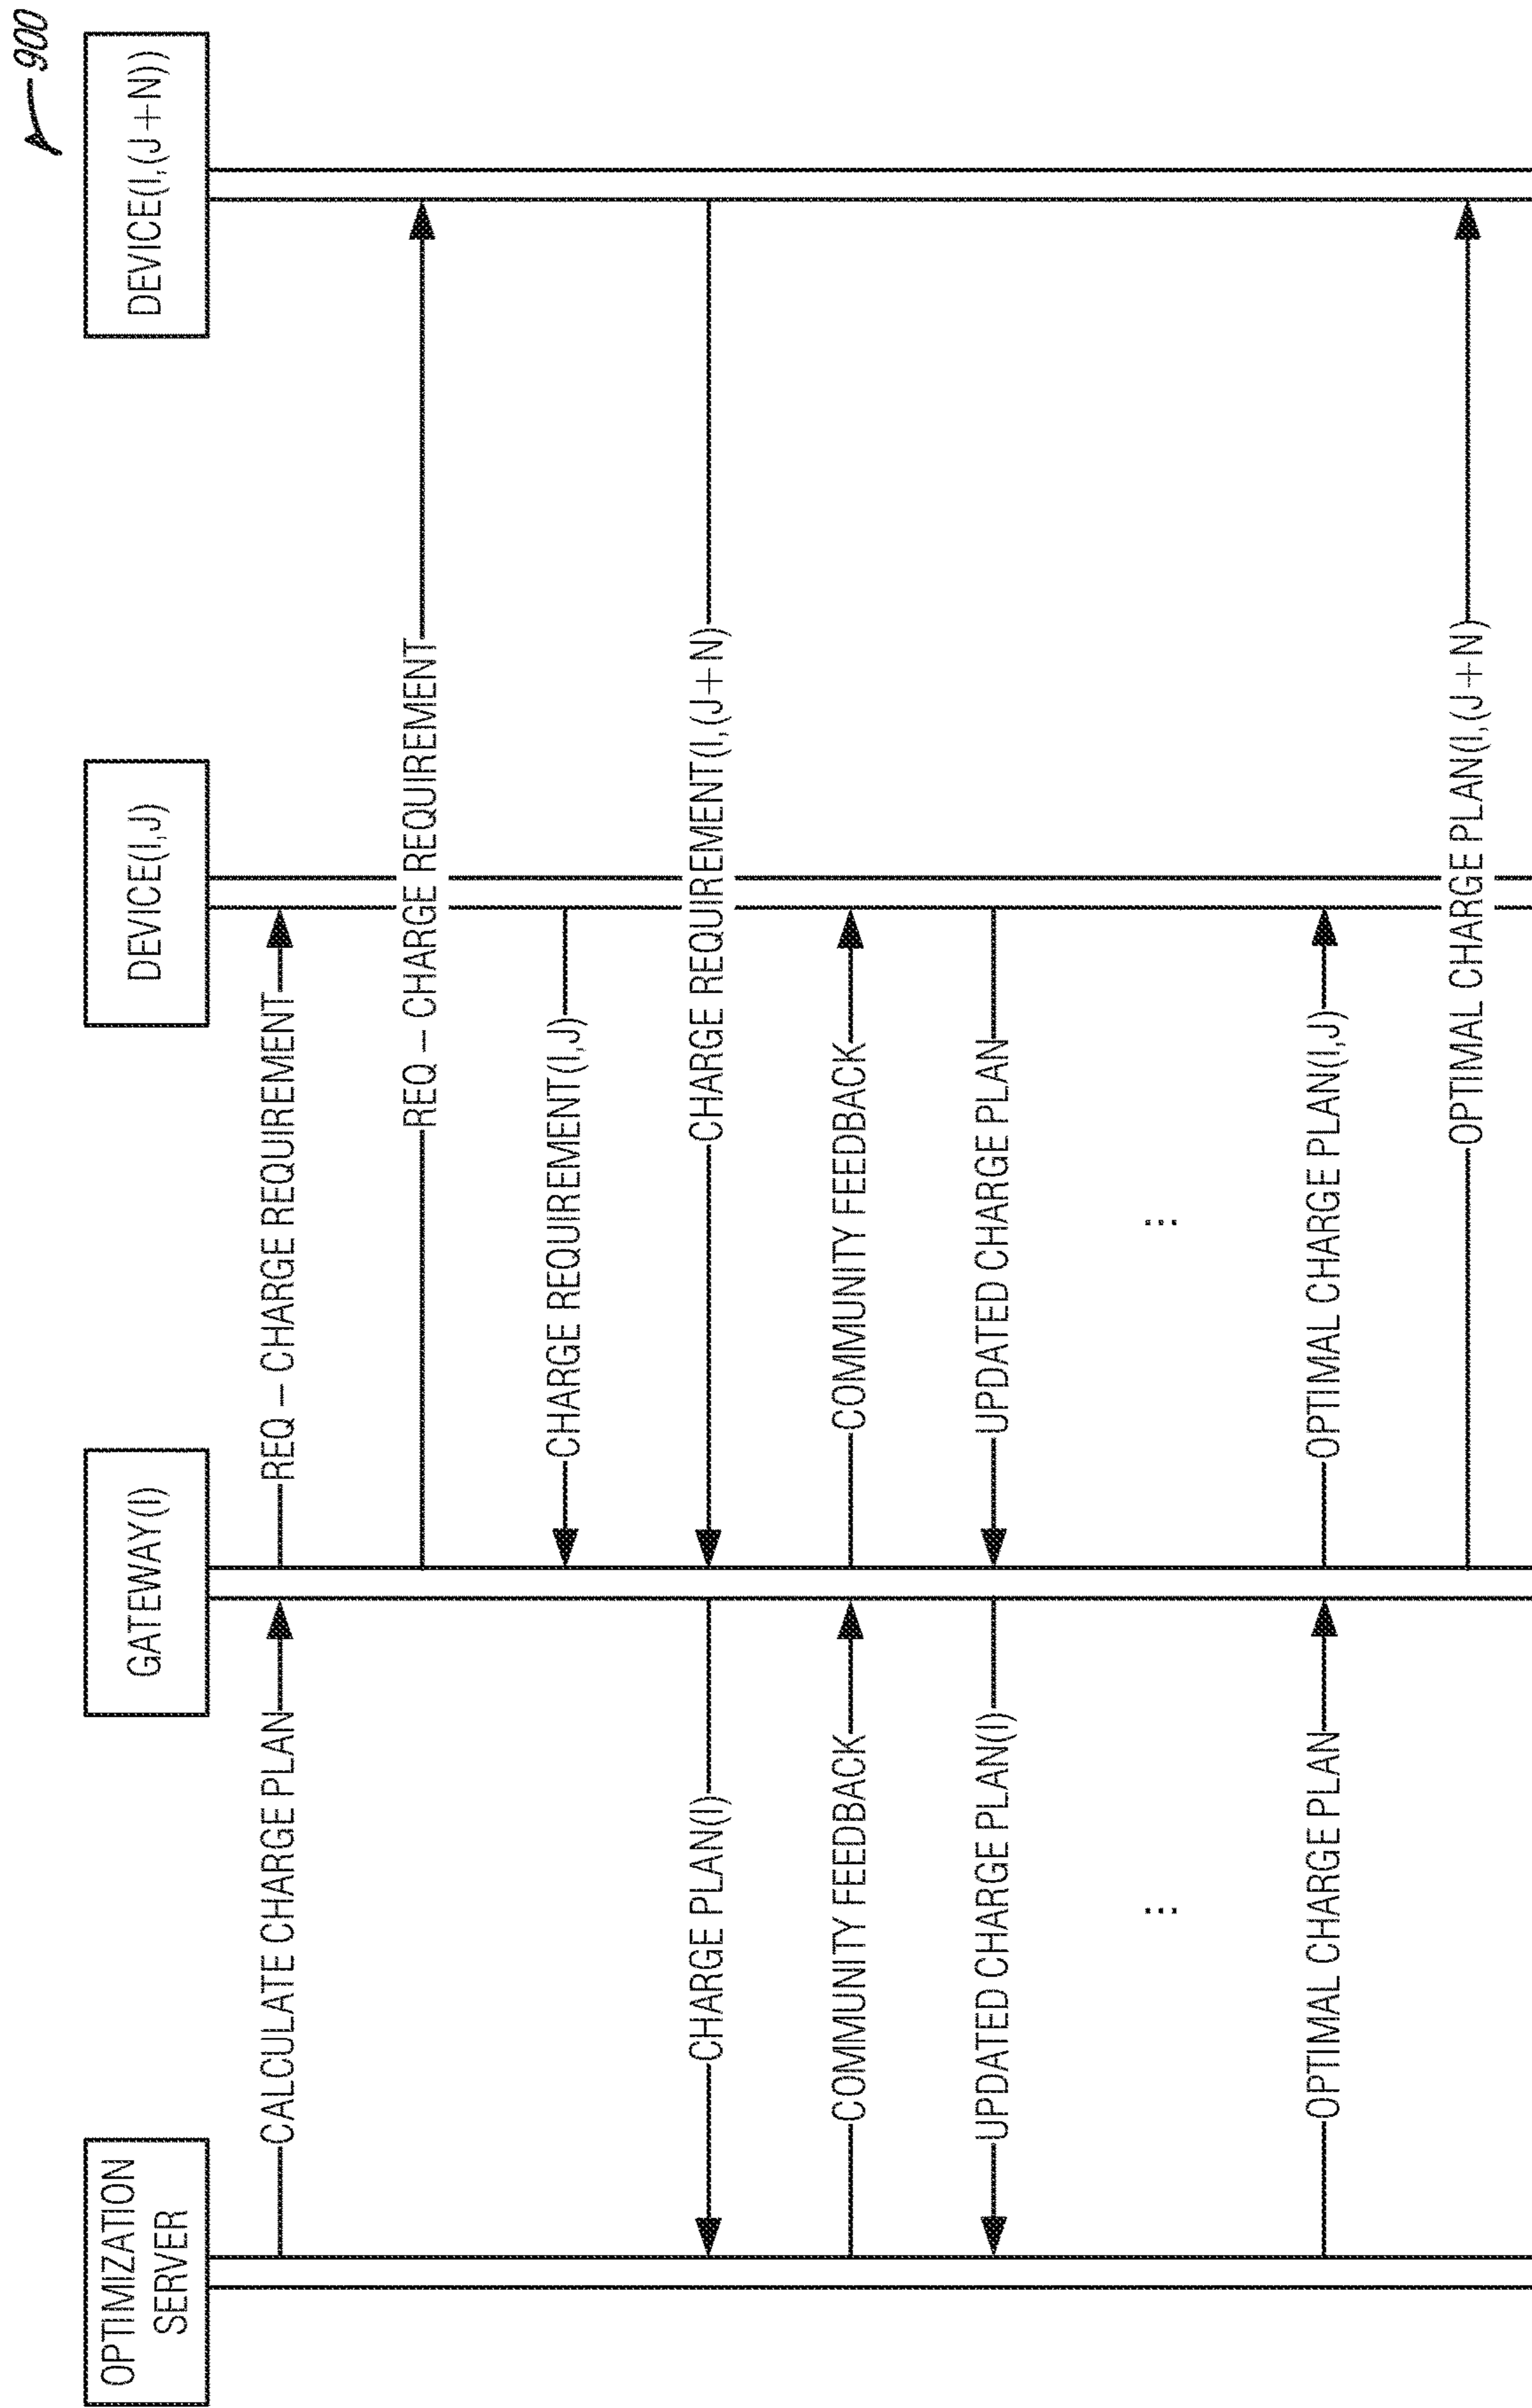 900
OPTIMIZATION
SERVER
GATEWAY(I)
DEVICE(I,J)
DEVICE(I,(J+N))
CALCULATE CHARGE PLAN
REQ – CHARGE REQUIREMENT
REQ – CHARGE REQUIREMENT
CHARGE REQUIREMENT(I,J)
CHARGE PLAN(I)
CHARGE REQUIREMENT(I,(J+N)
COMMUNITY FEEDBACK
COMMUNITY FEEDBACK
UPDATED CHARGE PLAN(I)
UPDATED CHARGE PLAN
...
...
OPTIMAL CHARGE PLAN
OPTIMAL CHARGE PLAN(I,J)
OPTIMAL CHARGE PLAN(I,(J+N)